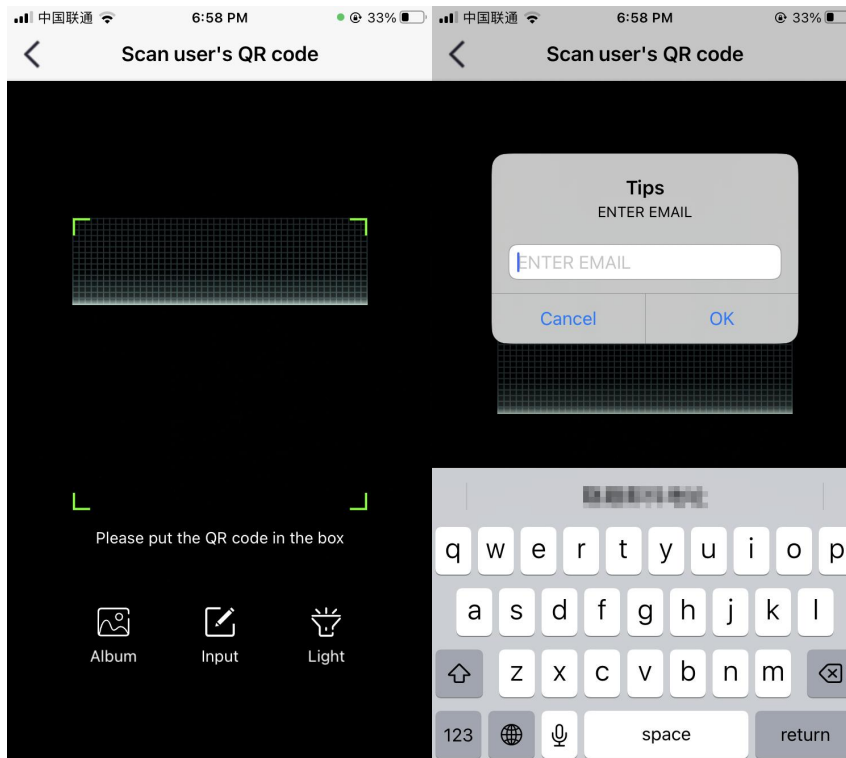 中国联通 6:58 PM 33%
Scan user's QR code
Please put the QR code in the box
Album Input Light
中国联通 6:58 PM 33%
Scan user's QR code
Tips
ENTER EMAIL
ENTER EMAIL
Cancel OK
q w e r t y u i o p
a s d f g h j k l
z x c v b n m
123 space return